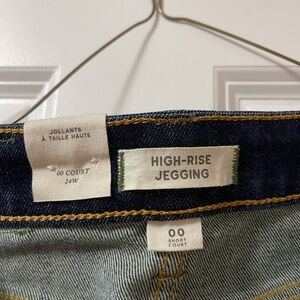 JOLLANTS
À TAILLE HAUTE
00 COURT
24W
HIGH-RISE
JEGGING
00
SHORT
COURT